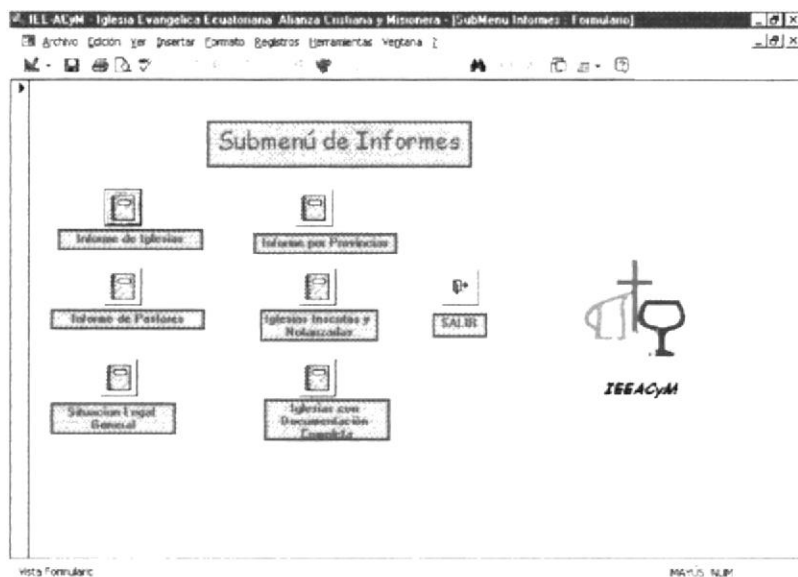 IEE-ACyM - Iglesia Evangelica Ecuatoriana Alianza Cristiana y Misionera - [SubMenu Informes : Formulario]
Archivo Edición Ver Insertar Formato Registros Herramientas Ventana ?
Submenú de Informes
Informe de Iglesias
Informe por Provincias
Informe de Pastores
Iglesias Inscritas y
Notarizadas
SALIR
Situacion Legal
General
Iglesias con
Documentación
Completa
IEEACyM
Vista Formulario
MAYÚS NUM